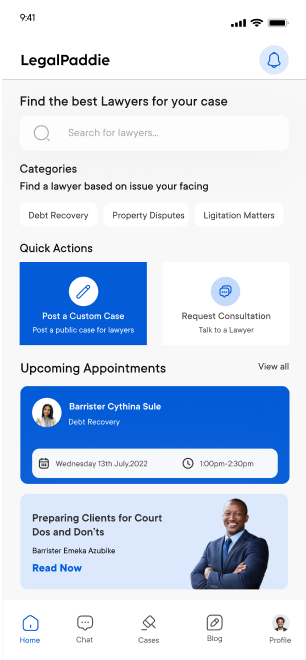 9:41
LegalPaddie
Find the best Lawyers for your case
Search for lawyers...
Categories
Find a lawyer based on issue your facing
Debt Recovery
Property Disputes
Ligitation Matters
Quick Actions
Post a Custom Case
Post a public case for lawyers
Request Consultation
Talk to a Lawyer
Upcoming Appointments
View all
Barrister Cythina Sule
Debt Recovery
Wednesday 13th July,2022
1:00pm-2:30pm
Preparing Clients for Court
Dos and Don'ts
Barrister Emeka Azubike
Read Now
Home
Chat
Cases
Blog
Profile